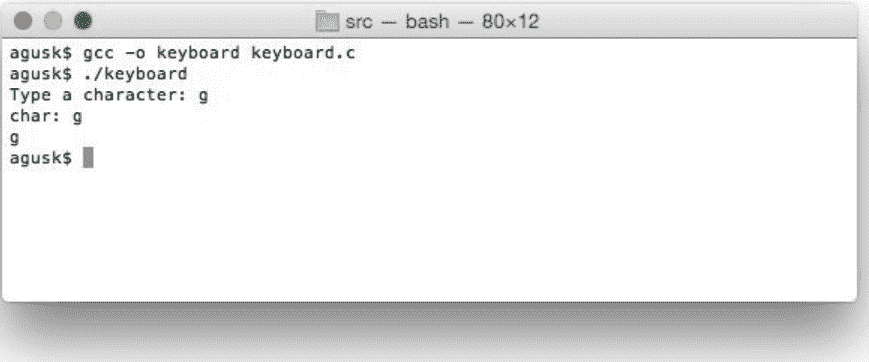 src — bash — 80×12
agusk$ gcc -o keyboard keyboard.c
agusk$ ./keyboard
Type a character: g
char: g
g
agusk$